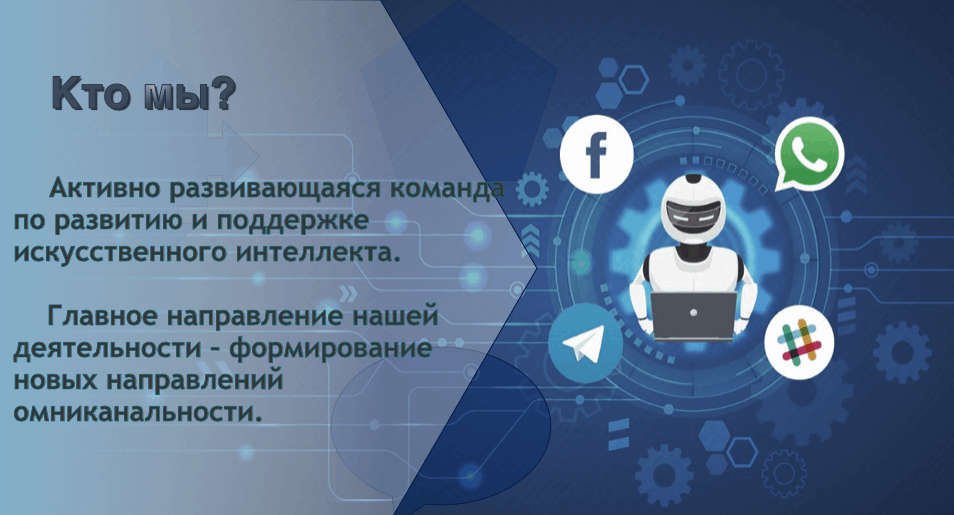 Кто мы?
Активно развивающаяся команда
по развитию и поддержке
искусственного интеллекта.
Главное направление нашей
деятельности – формирование
новых направлений
омниканальности.